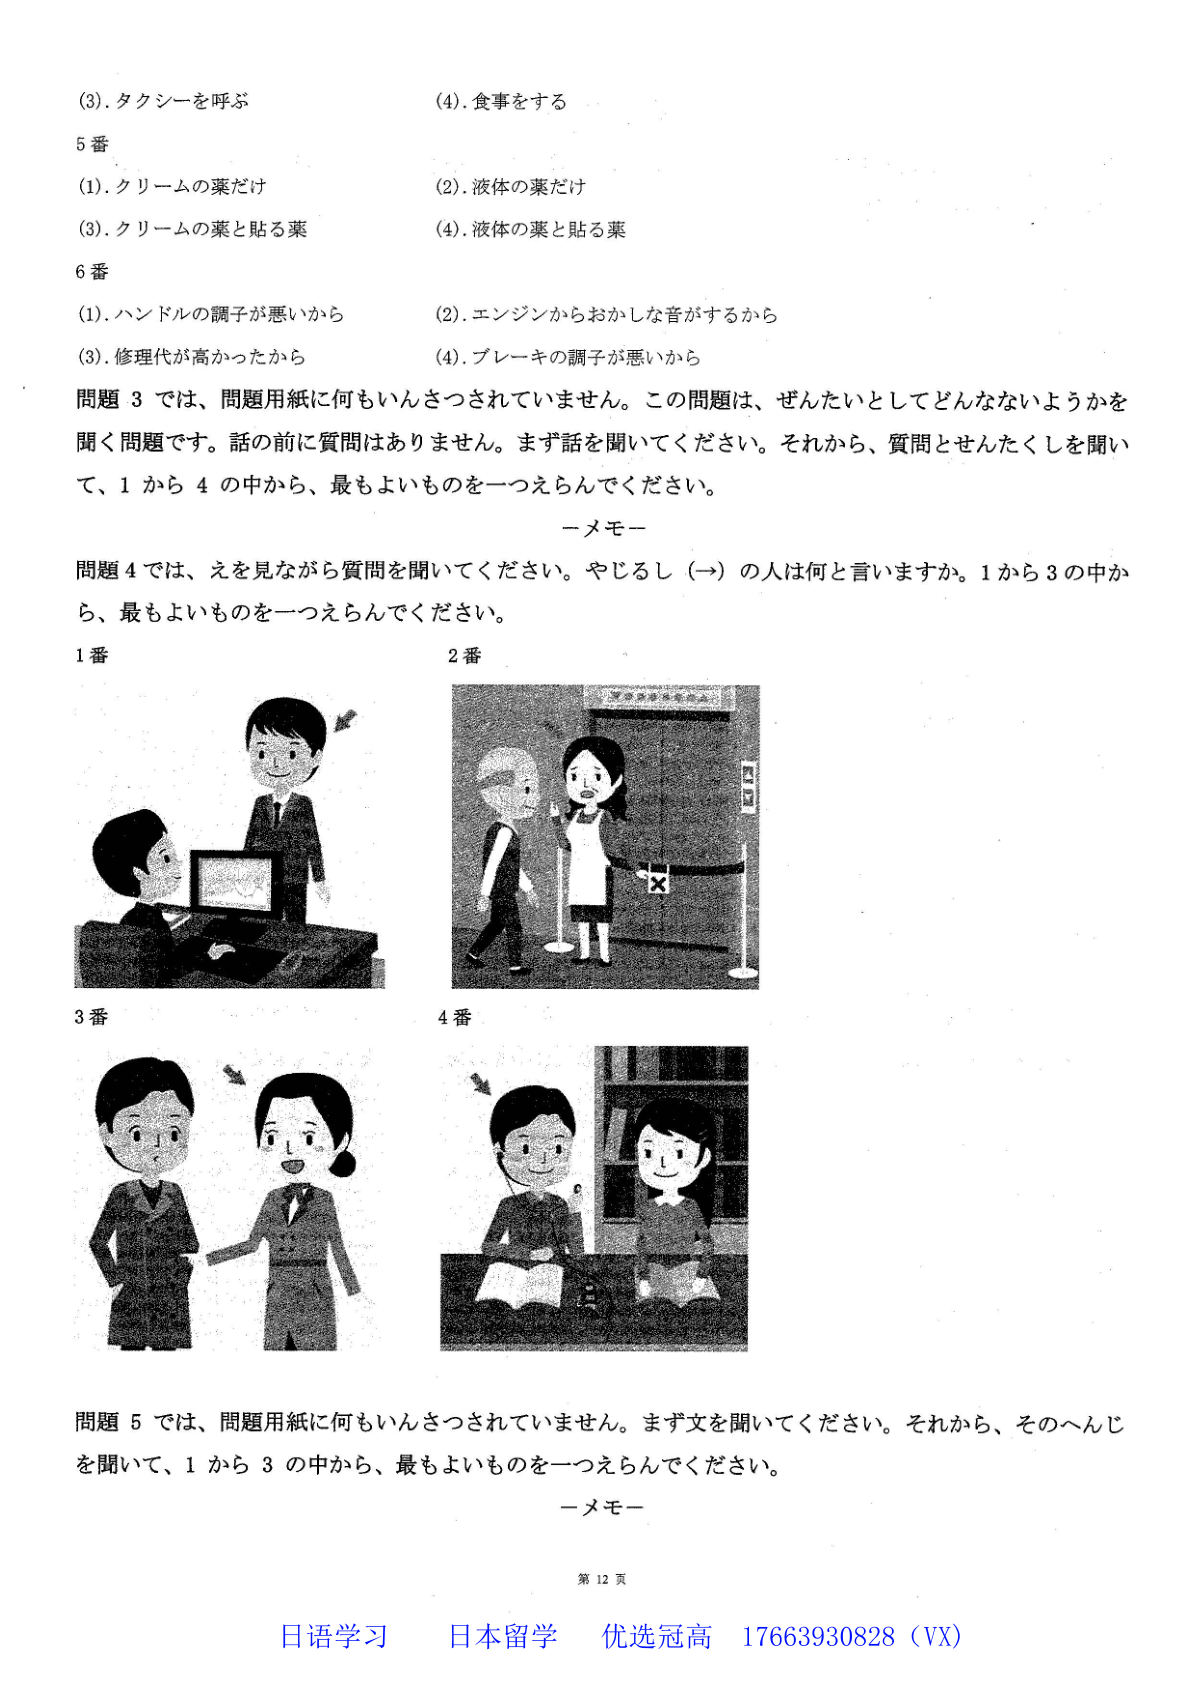 (3).タクシーを呼ぶ (4).食事をする
5番
(1).クリームの薬だけ (2).液体の薬だけ
(3).クリームの薬と貼る薬 (4).液体の薬と貼る薬
6番
(1).ハンドルの調子が悪いから (2).エンジンからおかしな音がするから
(3).修理代が高かったから (4).ブレーキの調子が悪いから
問題 3 では、問題用紙に何もいんさつされていません。この問題は、ぜんたいとしてどんなないようかを
聞く問題です。話の前に質問はありません。まず話を聞いてください。それから、質問とせんたくしを聞い
て、1 から 4 の中から、最もよいものを一つえらんでください。
－メモ－
問題4では、えを見ながら質問を聞いてください。やじるし（→）の人は何と言いますか。1から3の中か
ら、最もよいものを一つえらんでください。
1番 2番
3番 4番
問題 5 では、問題用紙に何もいんさつされていません。まず文を聞いてください。それから、そのへんじ
を聞いて、1 から 3 の中から、最もよいものを一つえらんでください。
－メモ－
第 12 页
日语学习 日本留学 优选冠高 17663930828（VX）